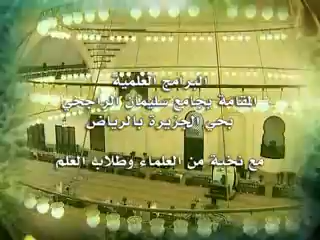 البرامج العلمية
المقامة بجامع سليمان الراجحي
بحي الجزيرة بالرياض
مع نخبة من العلماء وطلاب العلم